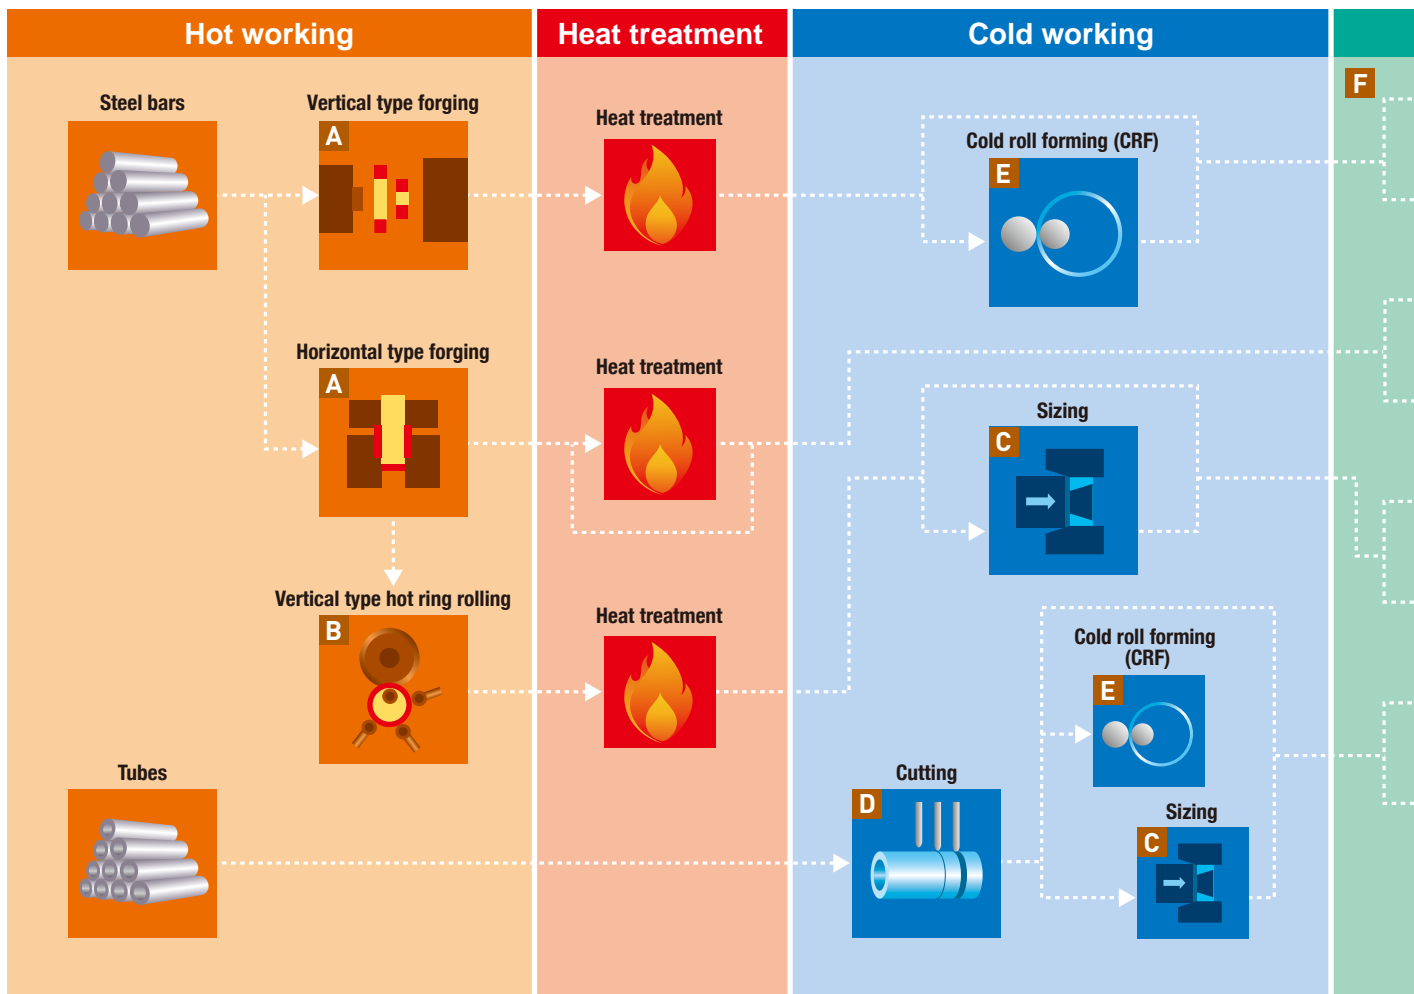 Hot working
Heat treatment
Cold working
F
Steel bars
Vertical type forging
A
Heat treatment
Cold roll forming (CRF)
E
Horizontal type forging
A
Heat treatment
Sizing
C
Vertical type hot ring rolling
B
Heat treatment
Cold roll forming
(CRF)
E
Tubes
Cutting
D
Sizing
C